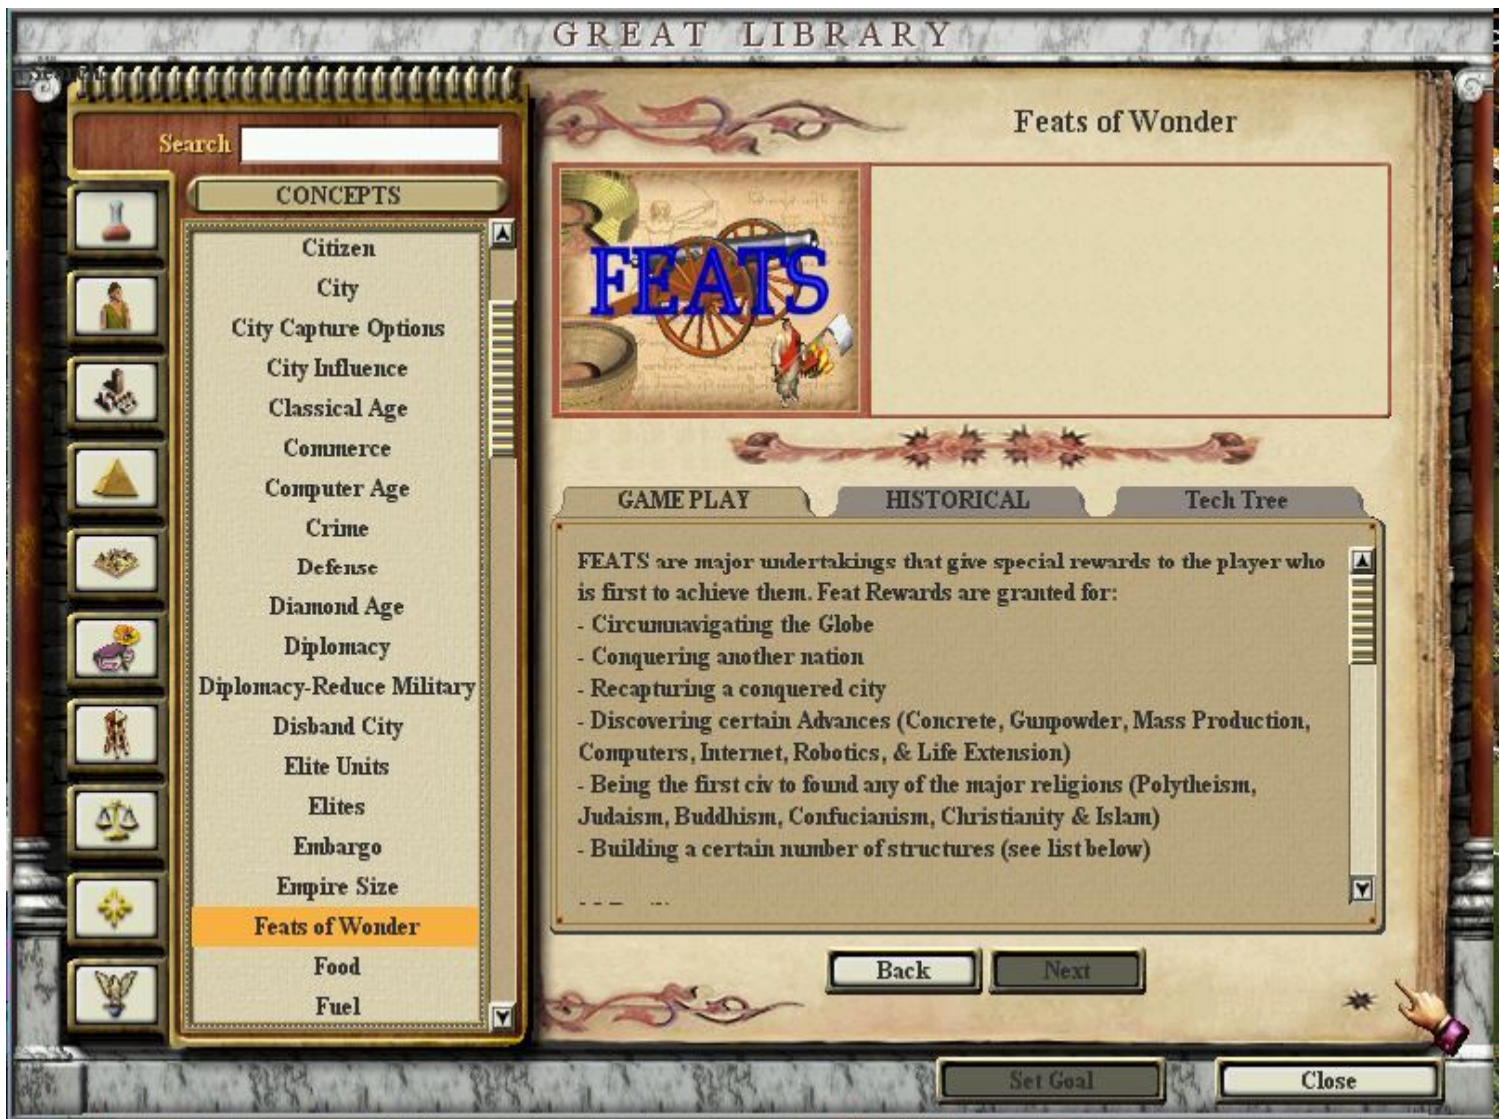 GREAT LIBRARY
Search
CONCEPTS
Citizen
City
City Capture Options
City Influence
Classical Age
Commerce
Computer Age
Crime
Defense
Diamond Age
Diplomacy
Diplomacy-Reduce Military
Disband City
Elite Units
Elites
Embargo
Empire Size
Feats of Wonder
Food
Fuel
Feats of Wonder
FEATS
GAMEPLAY
HISTORICAL
Tech Tree
FEATS are major undertakings that give special rewards to the player who
is first to achieve them. Feat Rewards are granted for:
- Circumnavigating the Globe
- Conquering another nation
- Recapturing a conquered city
- Discovering certain Advances (Concrete, Gunpowder, Mass Production,
Computers, Internet, Robotics, & Life Extension)
- Being the first civ to found any of the major religions (Polytheism,
Judaism, Buddhism, Confucianism, Christianity & Islam)
- Building a certain number of structures (see list below)
Back
Next
Set Goal
Close